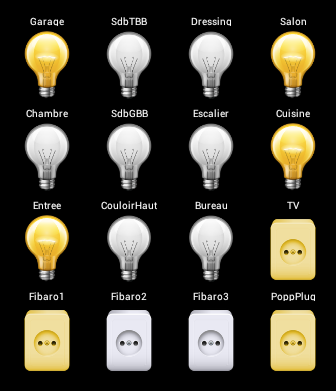 Garage SdbTBB Dressing Salon
Chambre SdbGBB Escalier Cuisine
Entree CouloirHaut Bureau TV
Fibaro1 Fibaro2 Fibaro3 PoppPlug